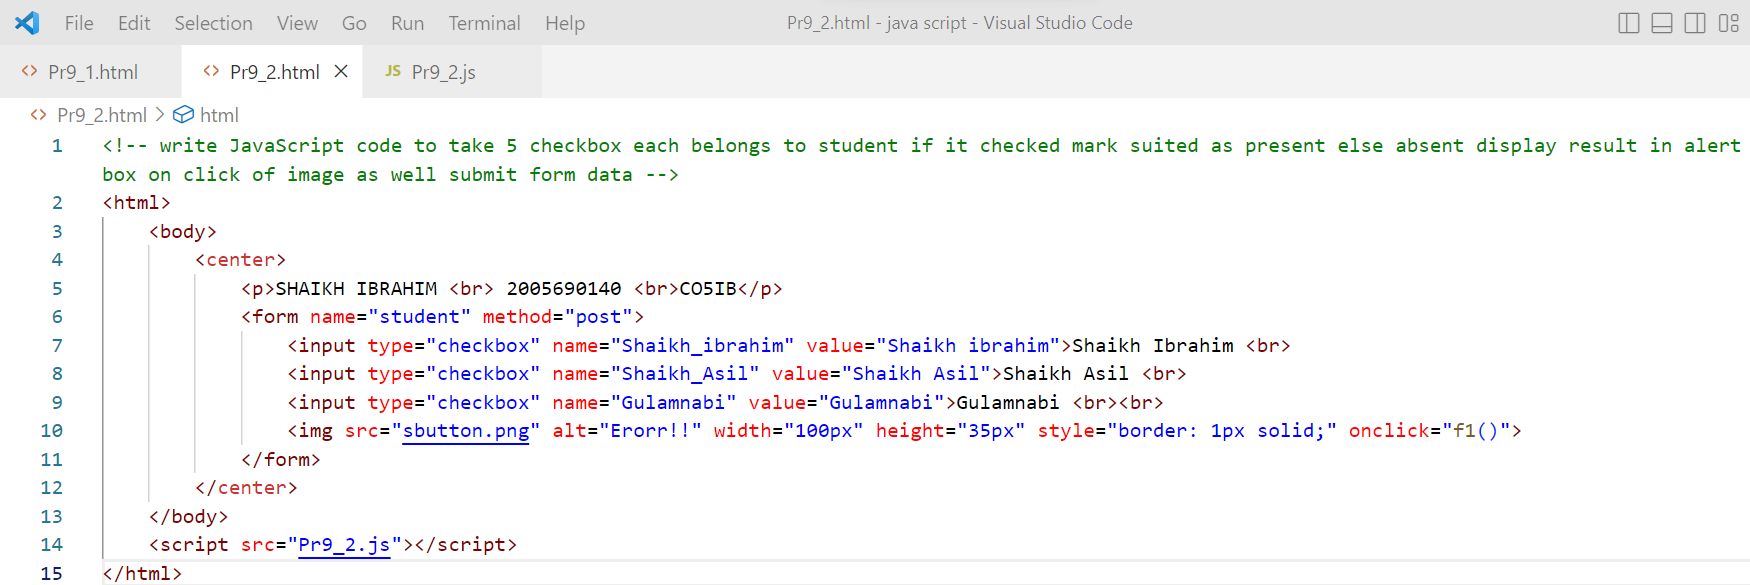 File Edit Selection View Go Run Terminal Help Pr9_2.html - java script - Visual Studio Code
<> Pr9_1.html <> Pr9_2.html × JS Pr9_2.js
<> Pr9_2.html > html
1 <!-- write JavaScript code to take 5 checkbox each belongs to student if it checked mark suited as present else absent display result in alert
box on click of image as well submit form data -->
2 <html>
3 <body>
4 <center>
5 <p>SHAIKH IBRAHIM <br> 2005690140 <br>CO5IB</p>
6 <form name="student" method="post">
7 <input type="checkbox" name="Shaikh_ibrahim" value="Shaikh ibrahim">Shaikh Ibrahim <br>
8 <input type="checkbox" name="Shaikh_Asil" value="Shaikh Asil">Shaikh Asil <br>
9 <input type="checkbox" name="Gulamnabi" value="Gulamnabi">Gulamnabi <br><br>
10 <img src="sbutton.png" alt="Erorr!!" width="100px" height="35px" style="border: 1px solid;" onclick="f1()">
11 </form>
12 </center>
13 </body>
14 <script src="Pr9_2.js"></script>
15 </html>